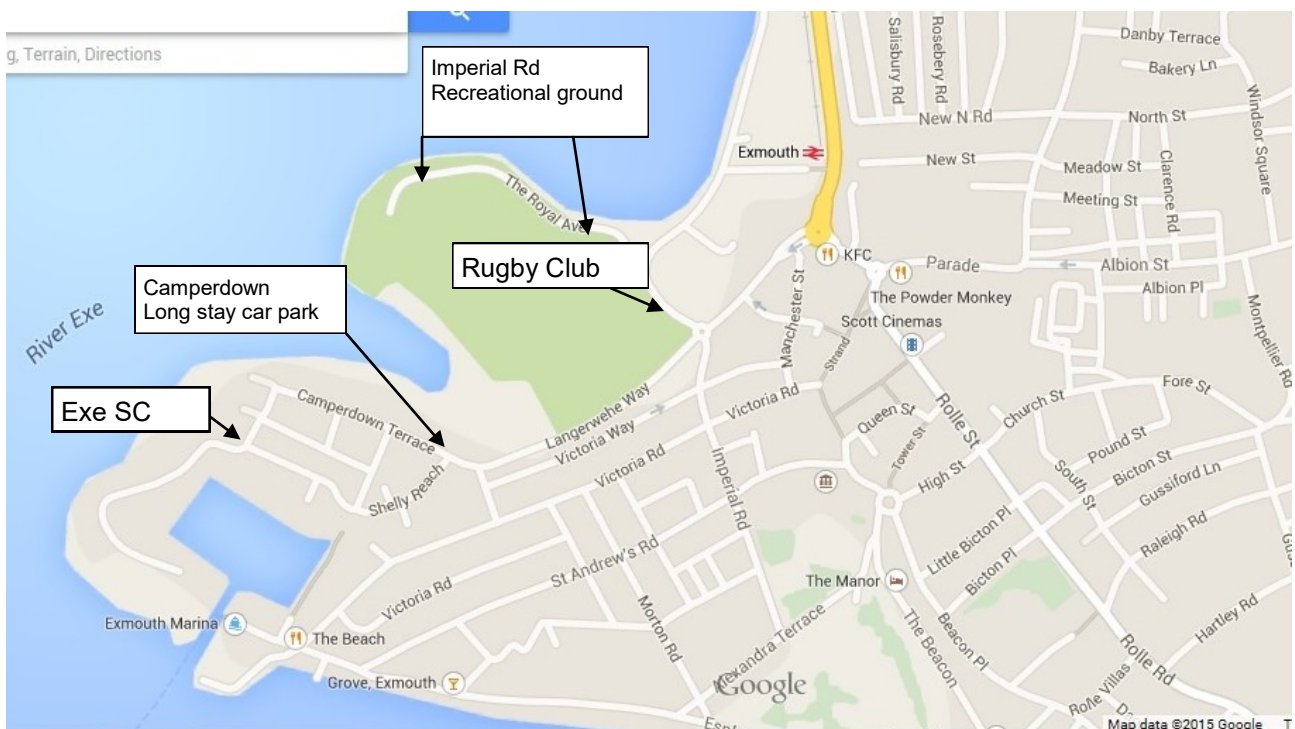 g, Terrain, Directions
Imperial Rd
Recreational ground
Danby Terrace
Bakery Ln
Salisbury Rd
Rosebery Rd
Windsor Square
New N Rd
North St
Exmouth
New St
Meadow St
Clarence Rd
Meeting St
The Royal Ave
Rugby Club
KFC
Parade
Albion St
Albion Pl
The Powder Monkey
Scott Cinemas
Manchester St
Strand
Montpellier Rd
Camperdown
Long stay car park
River Exe
Exe SC
Camperdown Terrace
Langerwehe Way
Victoria Way
Victoria Rd
Victoria Rd
Shelly Reach
Queen St
Tower St
Rolle St
Church St
Fore St
Pound St
Bicton St
Gussiford Ln
South St
High St
Raleigh Rd
Imperial Rd
St Andrew's Rd
Little Bicton Pl
Bicton Pl
The Manor
Victoria Rd
Morton Rd
Hartley Rd
Exmouth Marina
The Beach
Alexandra Terrace
The Beacon
Beacon Pl
Rolle Rd
Grove, Exmouth
Google
Rolle Villas
Map data ©2015 Google